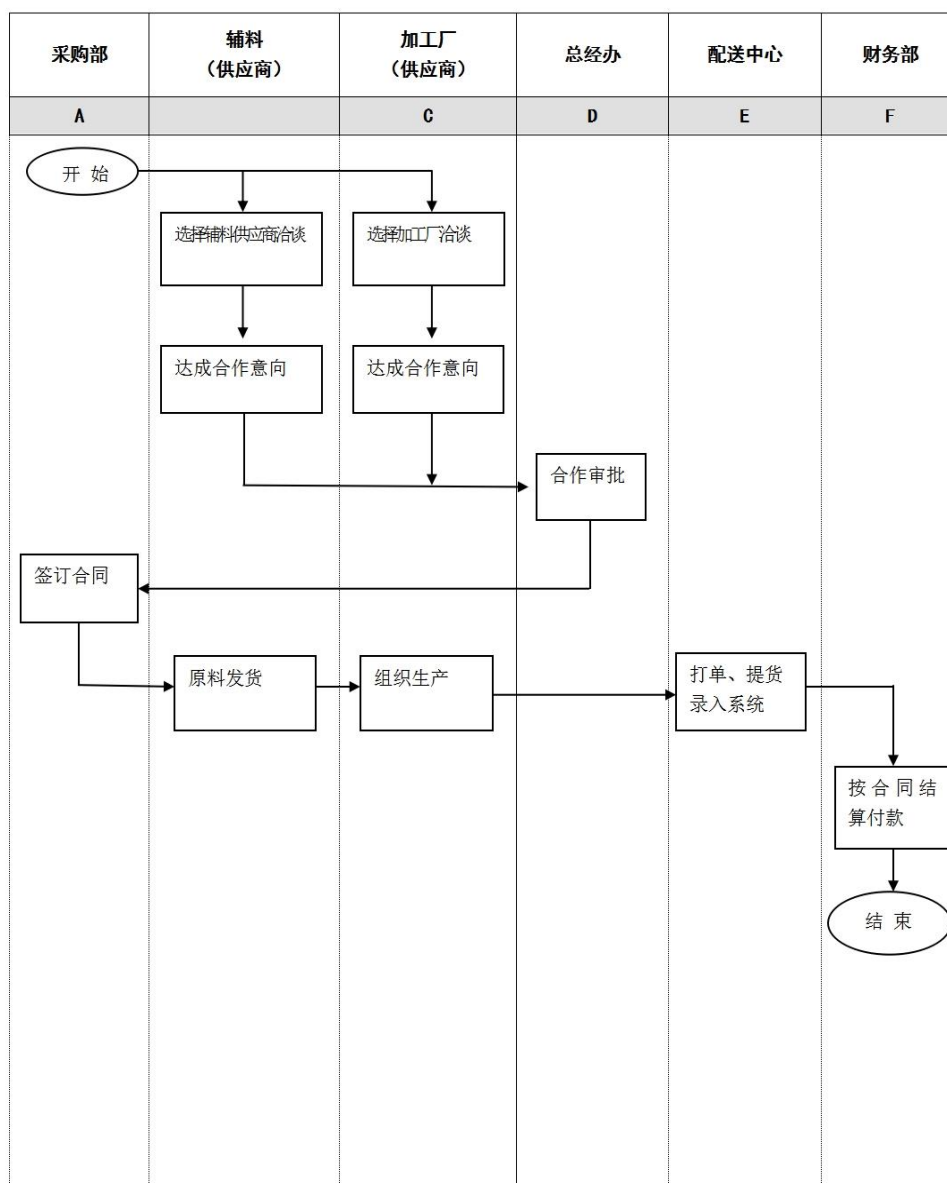 采购部
辅料
（供应商）
加工厂
（供应商）
总经办
配送中心
财务部
A
C
D
E
F
开 始
选择辅料供应商洽谈
选择加工厂洽谈
达成合作意向
达成合作意向
合作审批
签订合同
原料发货
组织生产
打单、提货
录入系统
按合同结
算付款
结 束